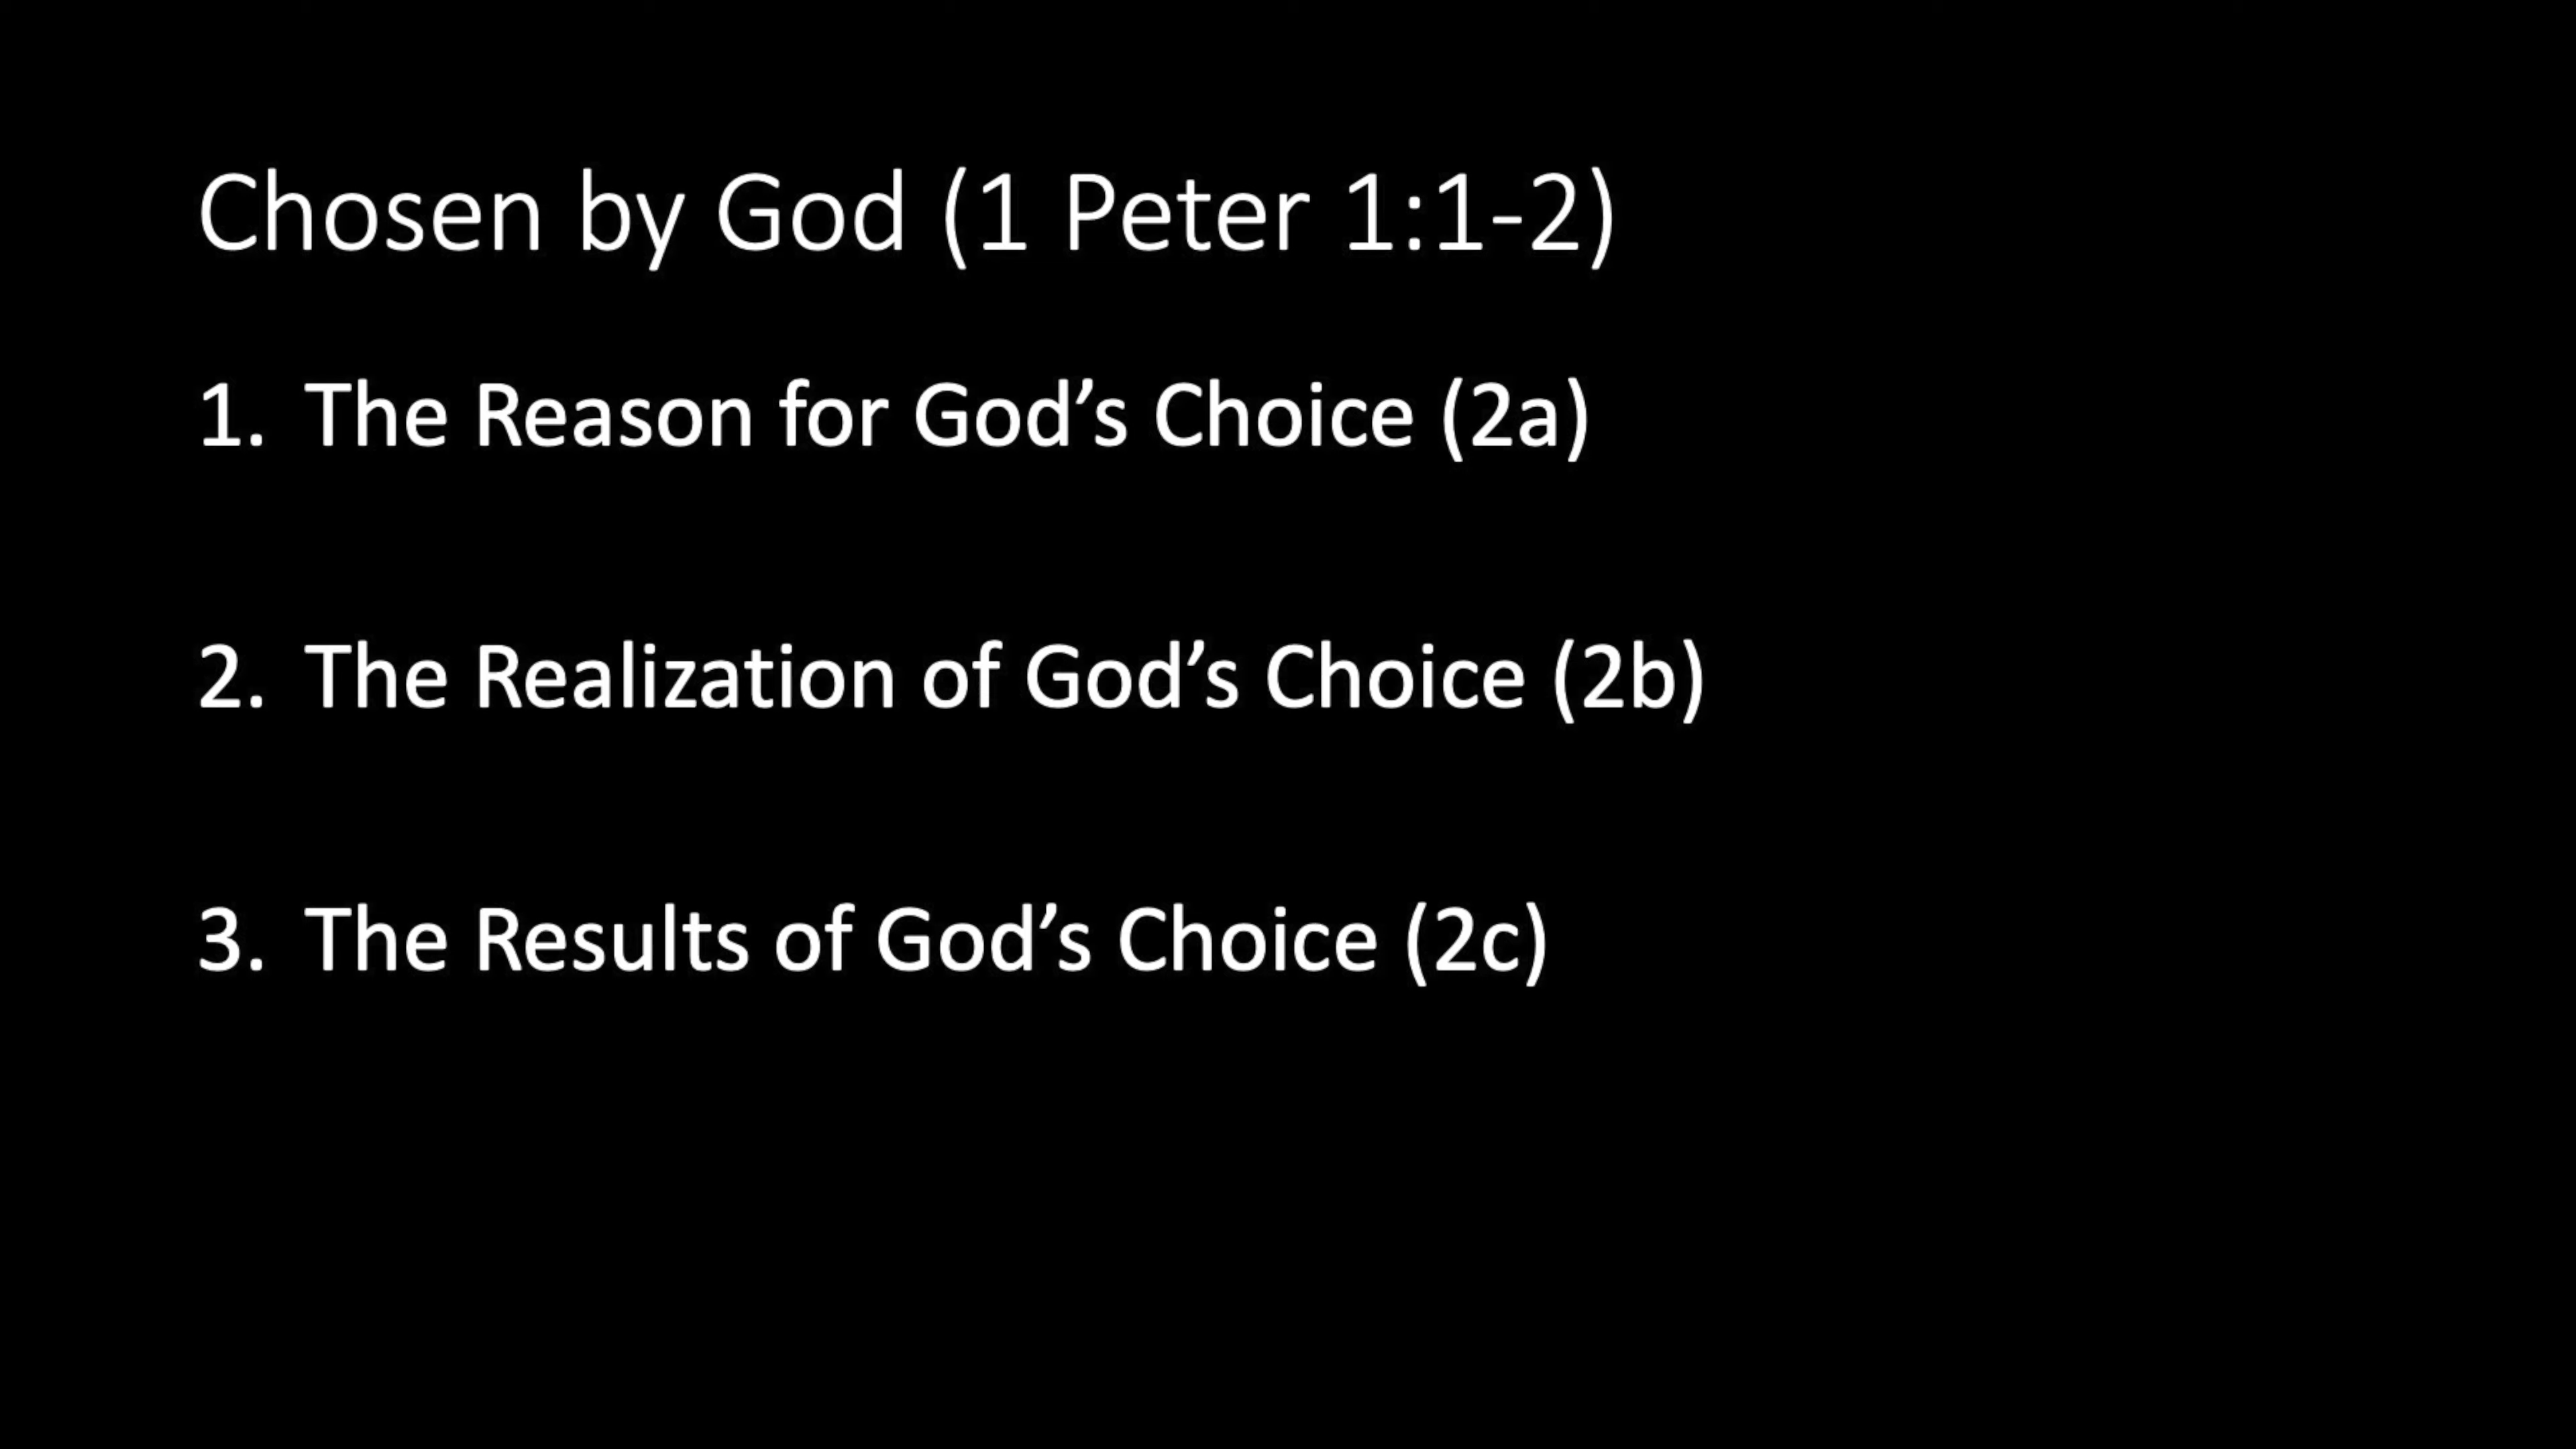 Chosen by God (1 Peter 1:1-2)
1. The Reason for God’s Choice (2a)
2. The Realization of God’s Choice (2b)
3. The Results of God’s Choice (2c)